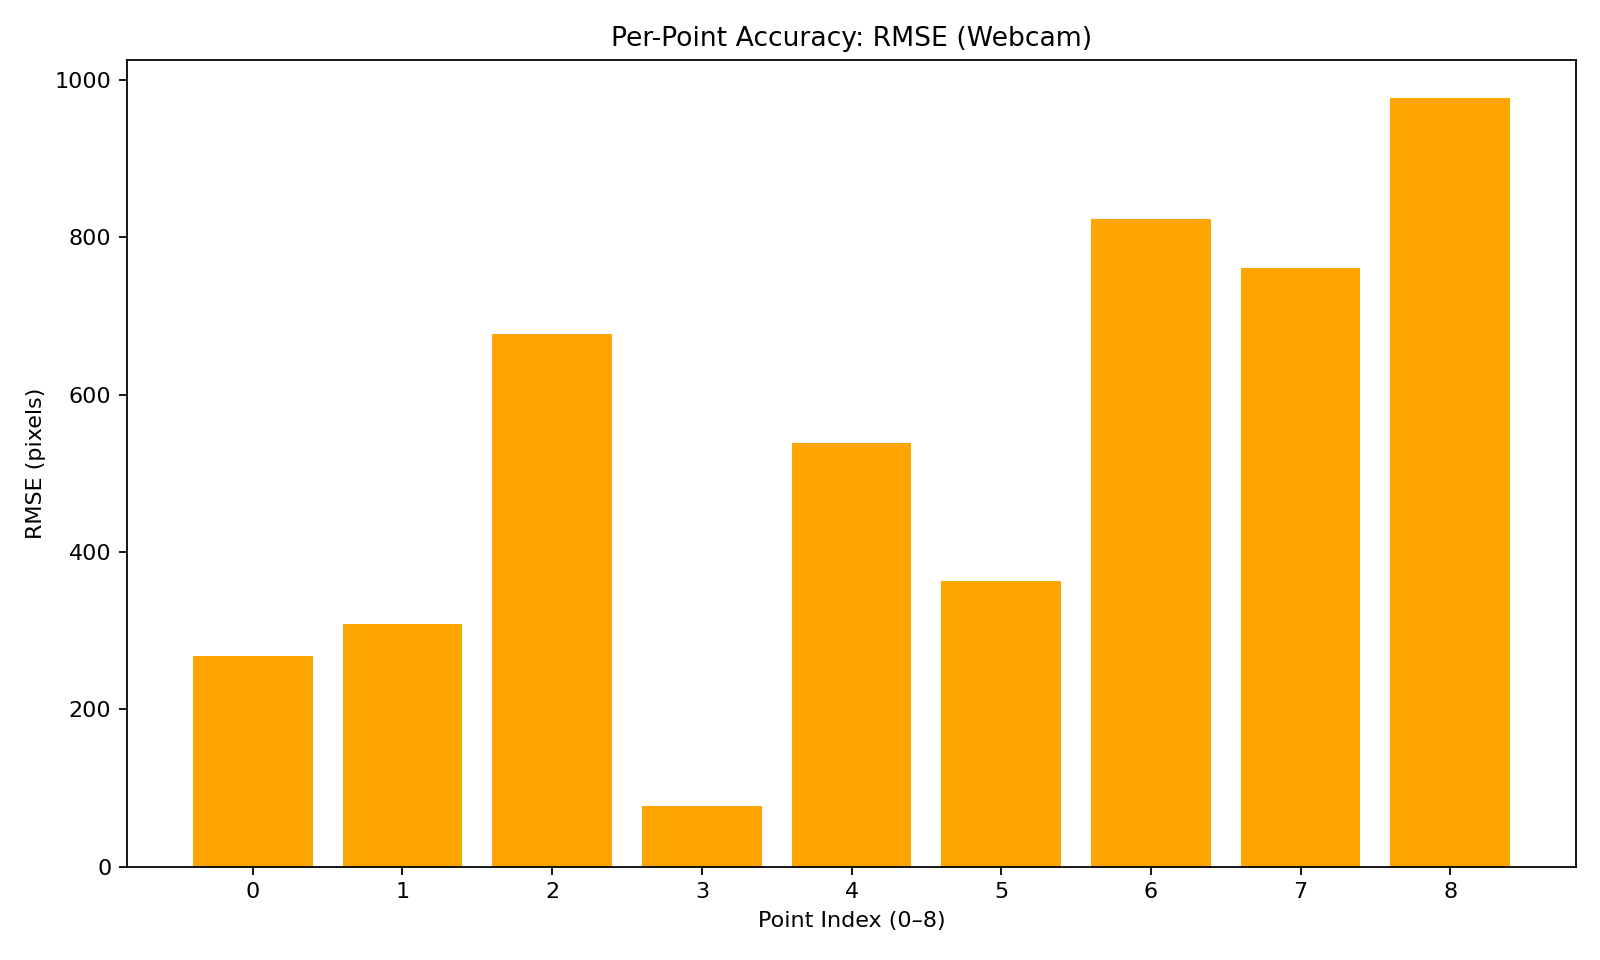 Per-Point Accuracy: RMSE (Webcam)
1000
800
600
400
200
0
RMSE (pixels)
0 1 2 3 4 5 6 7 8
Point Index (0–8)